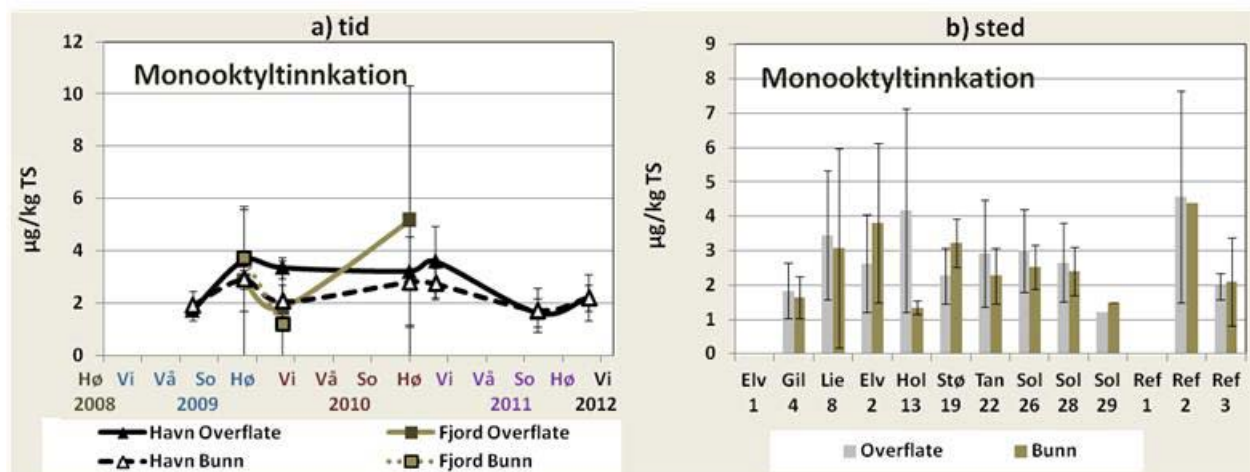 a) tid
Monooktyltinnkation
µg/kg TS
12
10
8
6
4
2
0
Hø Vi Vå So Hø Vi Vå So Hø Vi Vå So Hø Vi
2008 2009 2010 2011 2012
Havn Overflate Fjord Overflate
Havn Bunn Fjord Bunn
b) sted
Monooktyltinnkation
µg/kg TS
9
8
7
6
5
4
3
2
1
0
Elv Gil Lie Elv Hol Stø Tan Sol Sol Sol Ref Ref Ref
1 4 8 2 13 19 22 26 28 29 1 2 3
Overflate Bunn